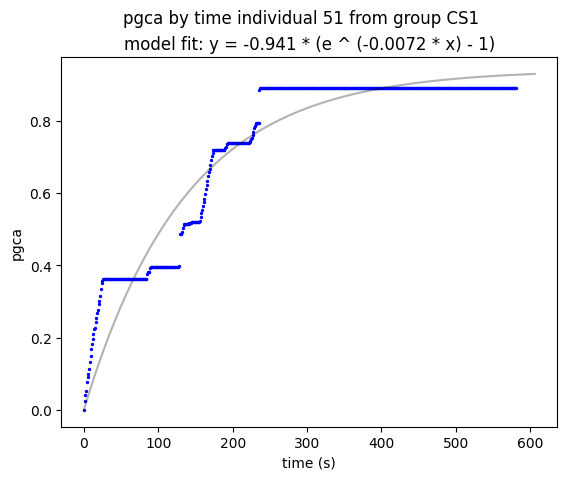 pgca by time individual 51 from group CS1
model fit: y = -0.941 * (e ^ (-0.0072 * x) - 1)
0.8
0.6
pgca
0.4
0.2
0.0
0 100 200 300 400 500 600
time (s)